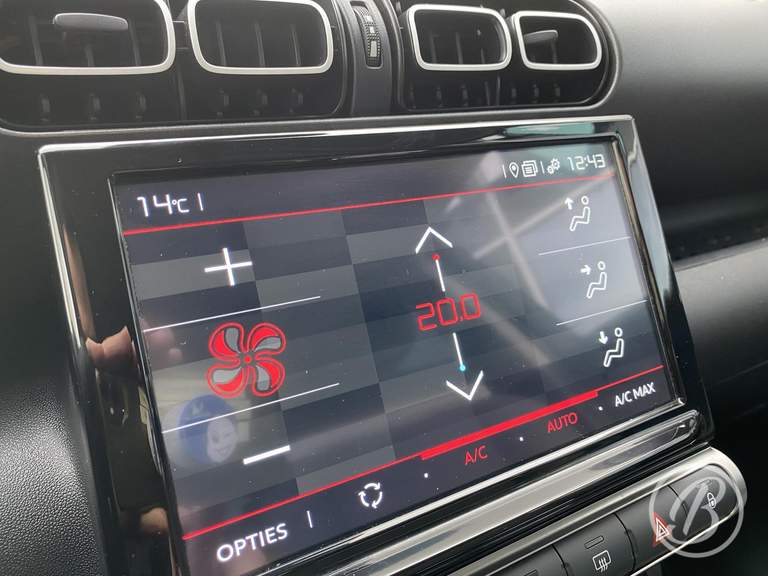 14°C
12:43
20.0
A/C
AUTO
A/C MAX
OPTIES
B